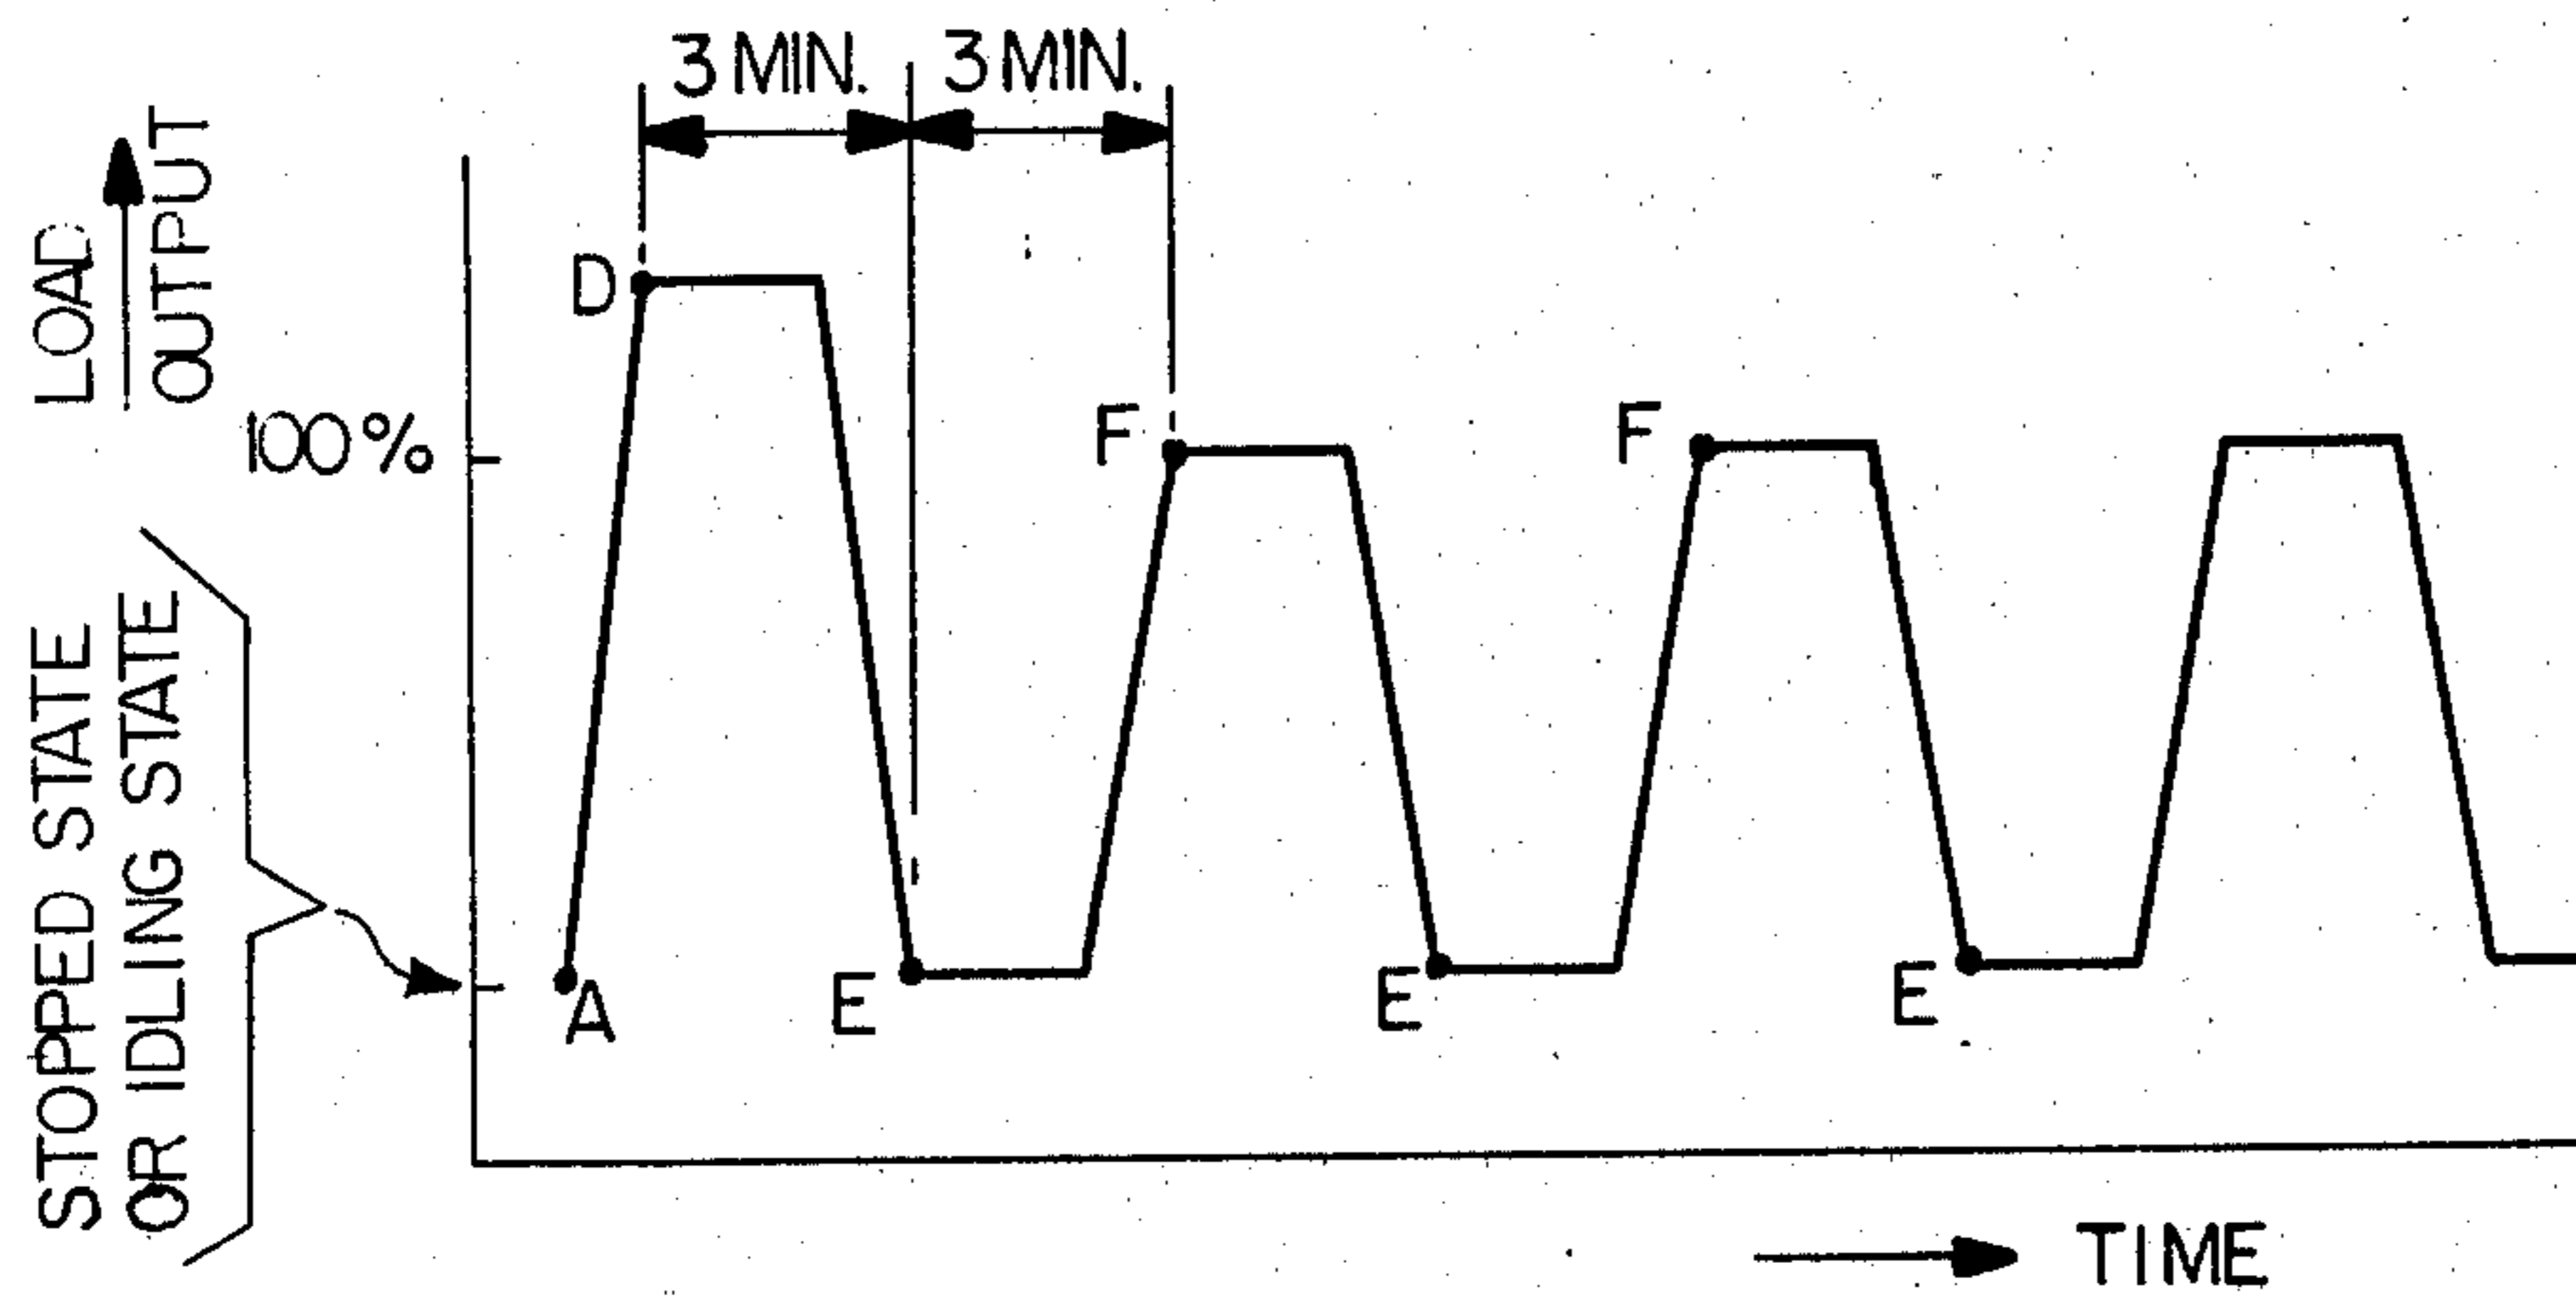 3 MIN. 3 MIN.
LOAD
OUTPUT
D
100%
F F
STOPPED STATE
OR IDLING STATE
A E E E
TIME